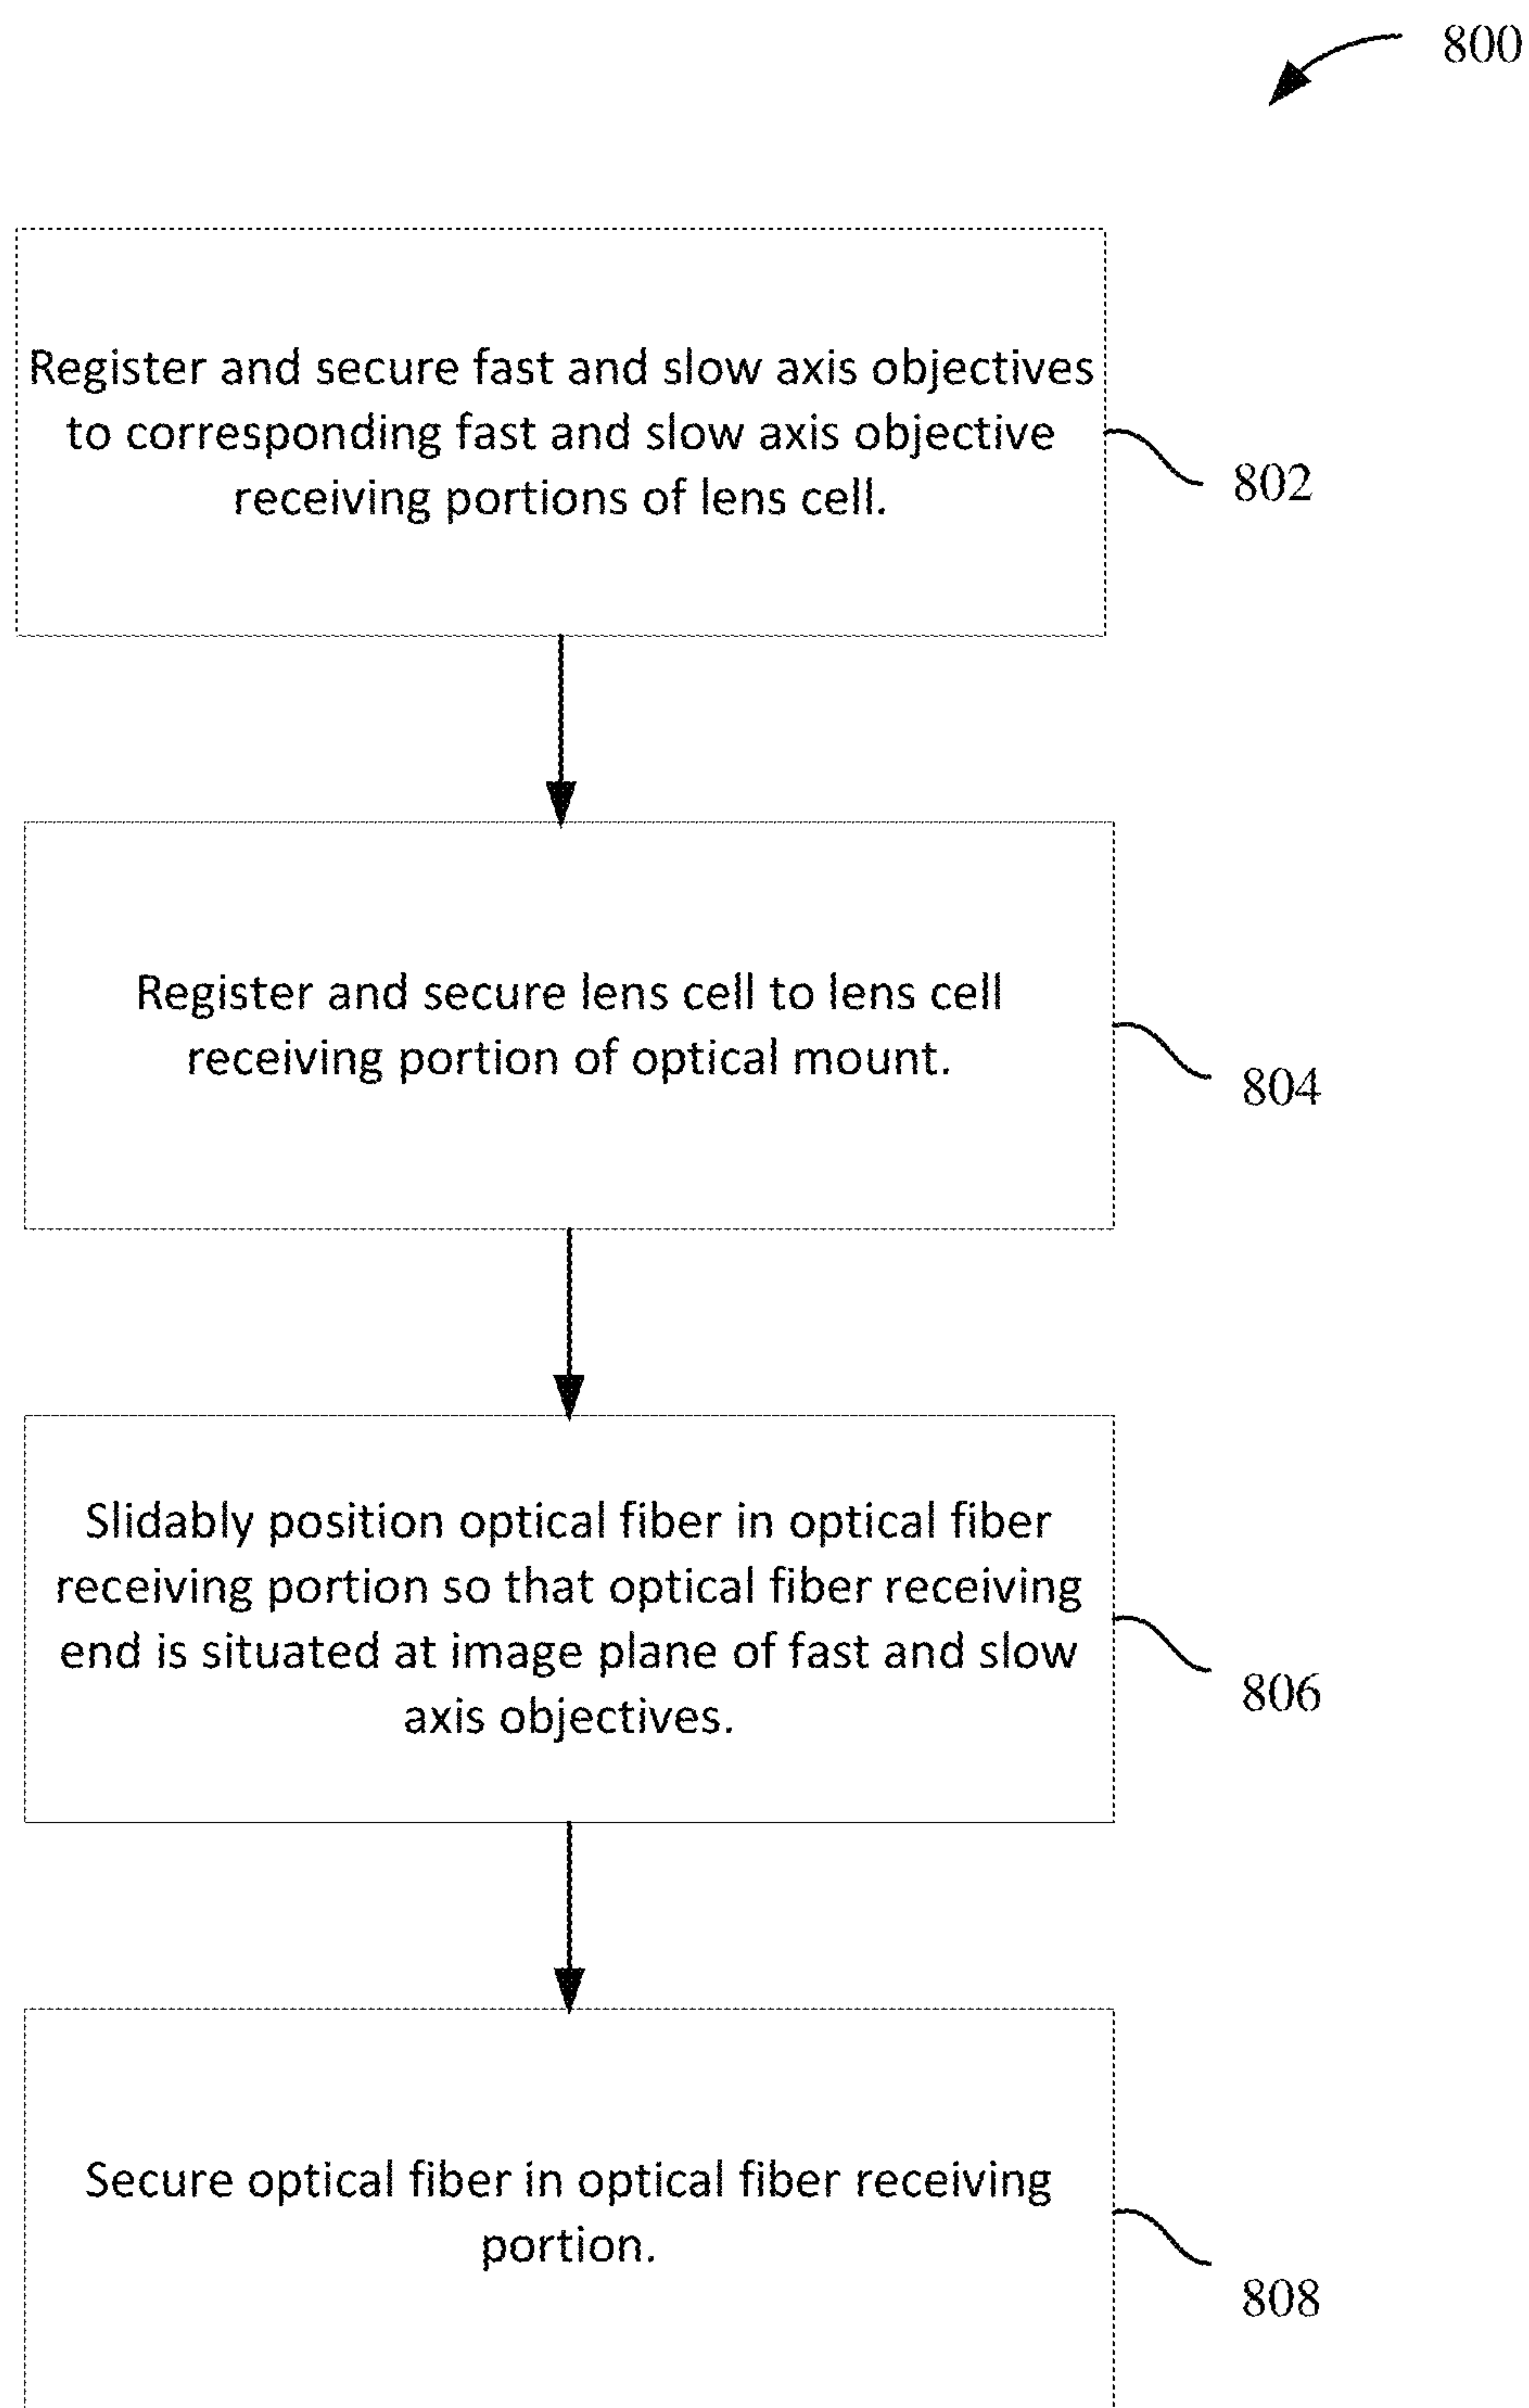 800
Register and secure fast and slow axis objectives
to corresponding fast and slow axis objective
receiving portions of lens cell.
802
Register and secure lens cell to lens cell
receiving portion of optical mount.
804
Slidably position optical fiber in optical fiber
receiving portion so that optical fiber receiving
end is situated at image plane of fast and slow
axis objectives.
806
Secure optical fiber in optical fiber receiving
portion.
808